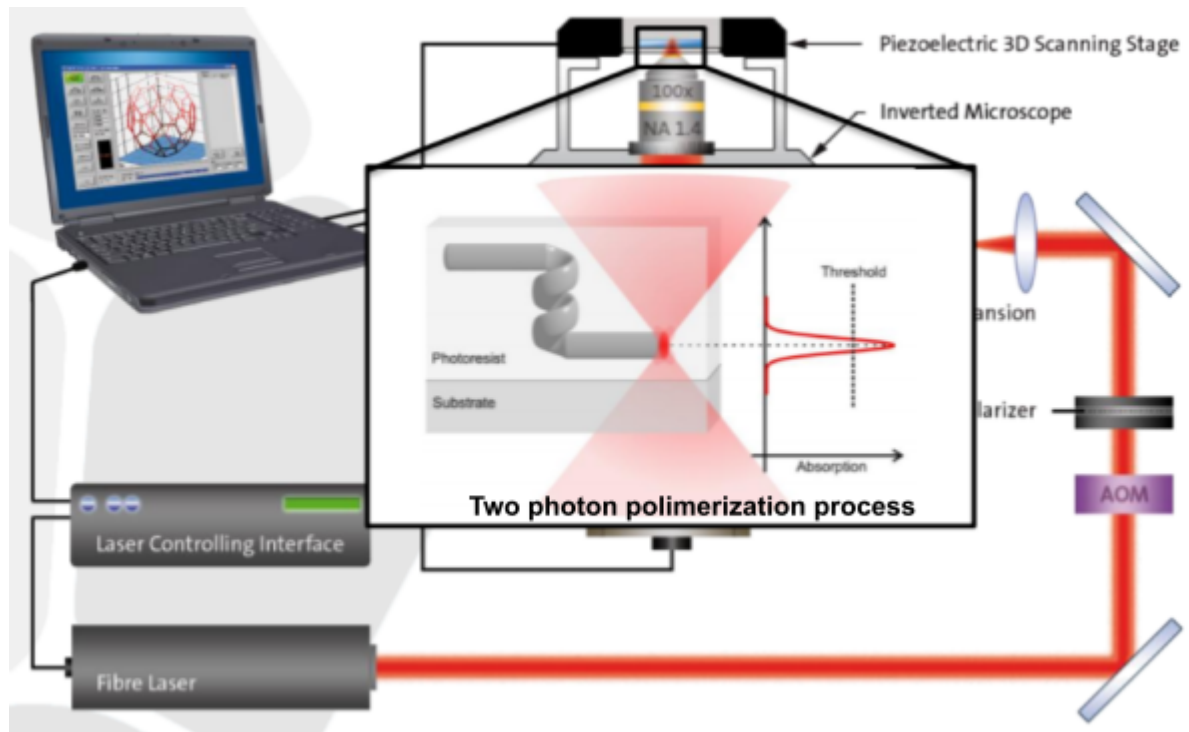 Piezoelectric 3D Scanning Stage
100x
Inverted Microscope
NA 1.4
Threshold
ansion
Photoresist
Substrate
larizer
Absorption
AOM
Two photon polimerization process
Laser Controlling Interface
Fibre Laser